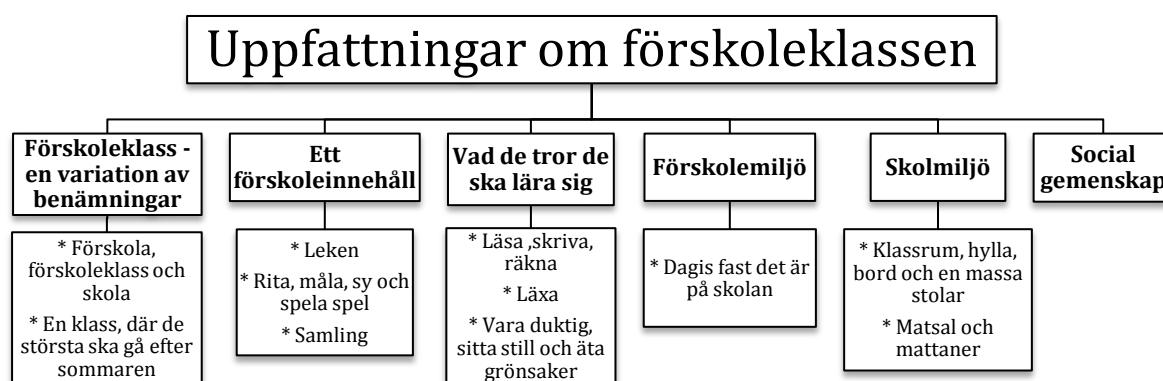 Uppfattningar om förskoleklassen
Förskoleklass -
en variation av
benämningar
* Förskola,
förskoleklass och
skola
* En klass, där de
största ska gå efter
sommaren
Ett
förskoleinnehåll
* Leken
* Rita, måla, sy och
spela spel
* Samling
Vad de tror de
ska lära sig
* Läsa ,skriva,
räkna
* Läxa
* Vara duktig,
sitta still och äta
grönsaker
Förskolemiljö
* Dagis fast det är
på skolan
Skolmiljö
* Klassrum, hylla,
bord och en massa
stolar
* Matsal och
mattaner
Social
gemenskap